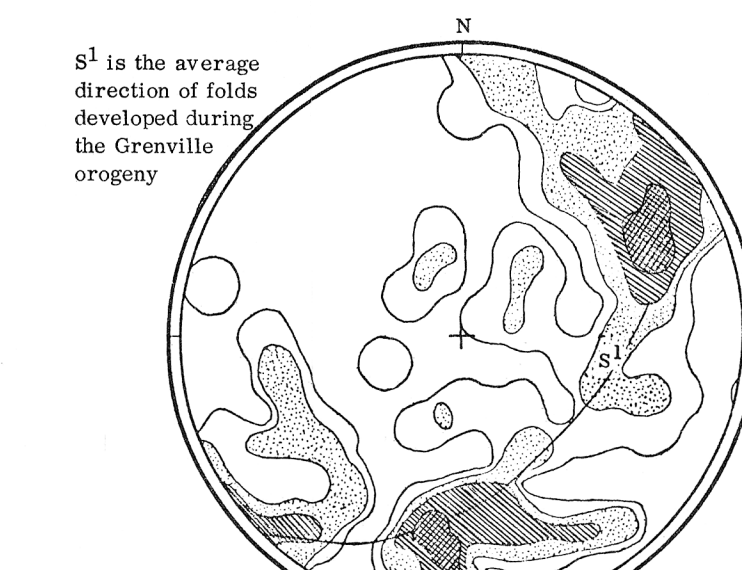 N
S¹ is the average
direction of folds
developed during
the Grenville
orogeny
S¹